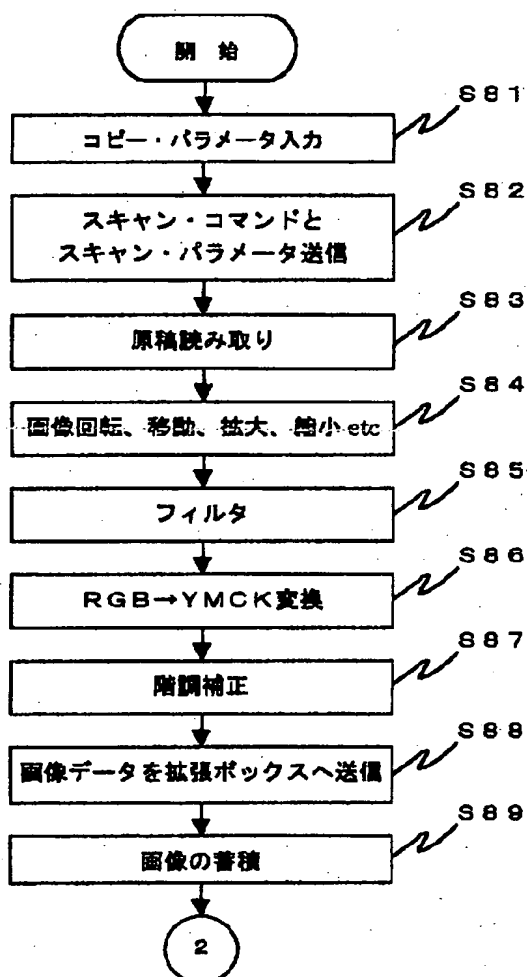 開 始
S81
コピー・パラメータ入力
S82
スキャン・コマンドと
スキャン・パラメータ送信
S83
原稿読み取り
S84
画像回転、移動、拡大、縮小 etc
S85
フィルタ
S86
RGB→YMCK変換
S87
階調補正
S88
画像データを拡張ボックスへ送信
S89
画像の蓄積
2